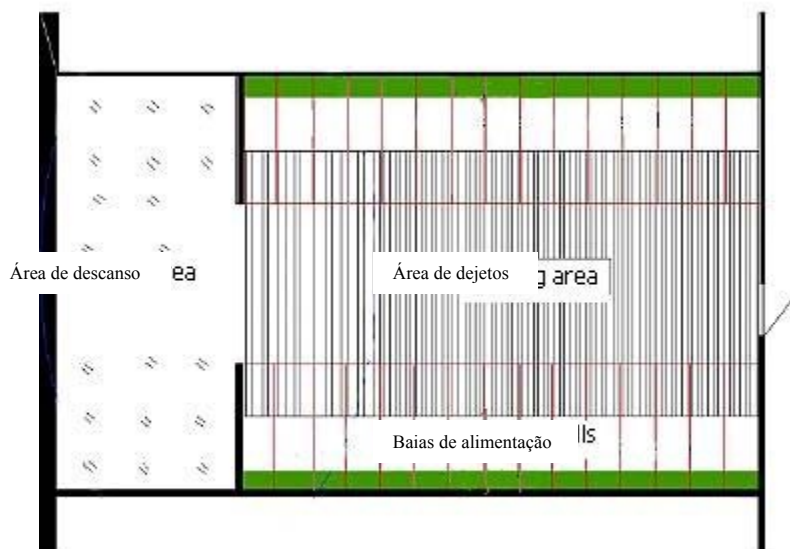 Área de descanso ea
Área de dejetos g area
Baias de alimentação lls